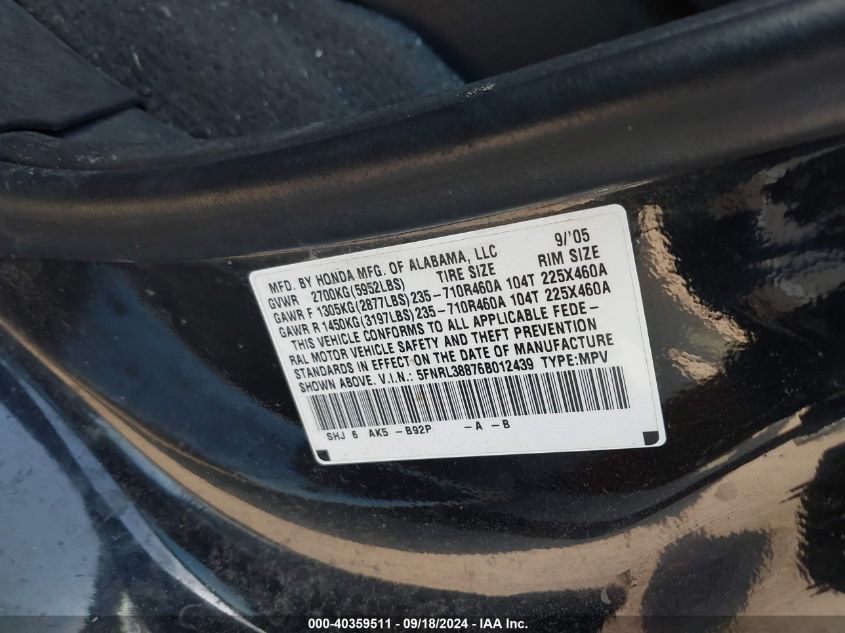 MFD. BY HONDA MFG. OF ALABAMA, LLC 9/'05
GVWR 2700KG(5952LBS) TIRE SIZE RIM SIZE
GAWR F 1305KG(2877LBS) 235-710R460A 104T 225X460A
GAWR R 1450KG(3197LBS) 235-710R460A 104T 225X460A
THIS VEHICLE CONFORMS TO ALL APPLICABLE FEDE-
RAL MOTOR VEHICLE SAFETY AND THEFT PREVENTION
STANDARDS IN EFFECT ON THE DATE OF MANUFACTURE
SHOWN ABOVE. V.I.N.: 5FNRL38876B012439 TYPE:MPV
SHJ 6 AK5 -B92P -A -B
000-40359511 - 09/18/2024 - IAA Inc.